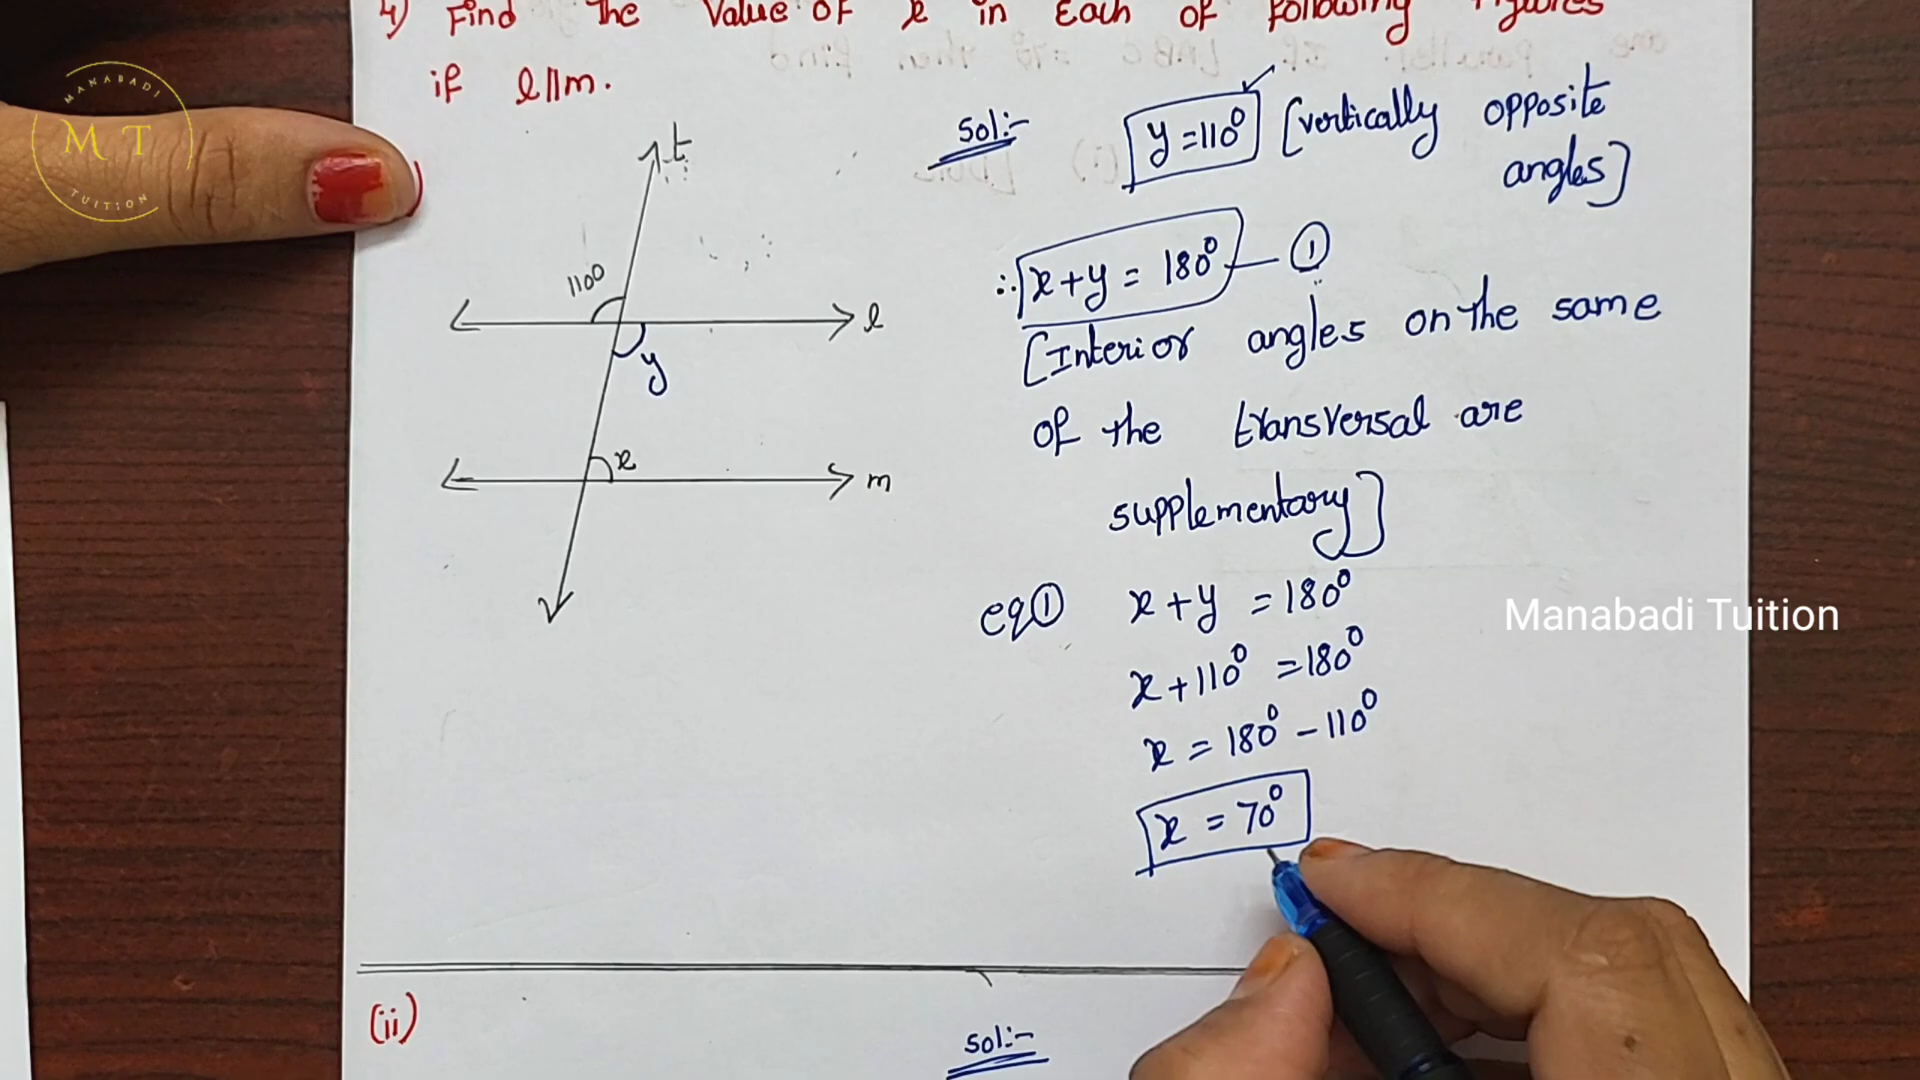 4) Find the Value of x in Each of following figures
if l||m.
MANABADI
M T
TUITION
t
110°
l
y
x
m
Sol:-
y = 110° [vertically opposite
angles]
∴ x + y = 180° — ①
[Interior angles on the same
of the transversal are
supplementary]
eq① x + y = 180°
x + 110° = 180°
x = 180° - 110°
x = 70°
Manabadi Tuition
(ii)
Sol:-